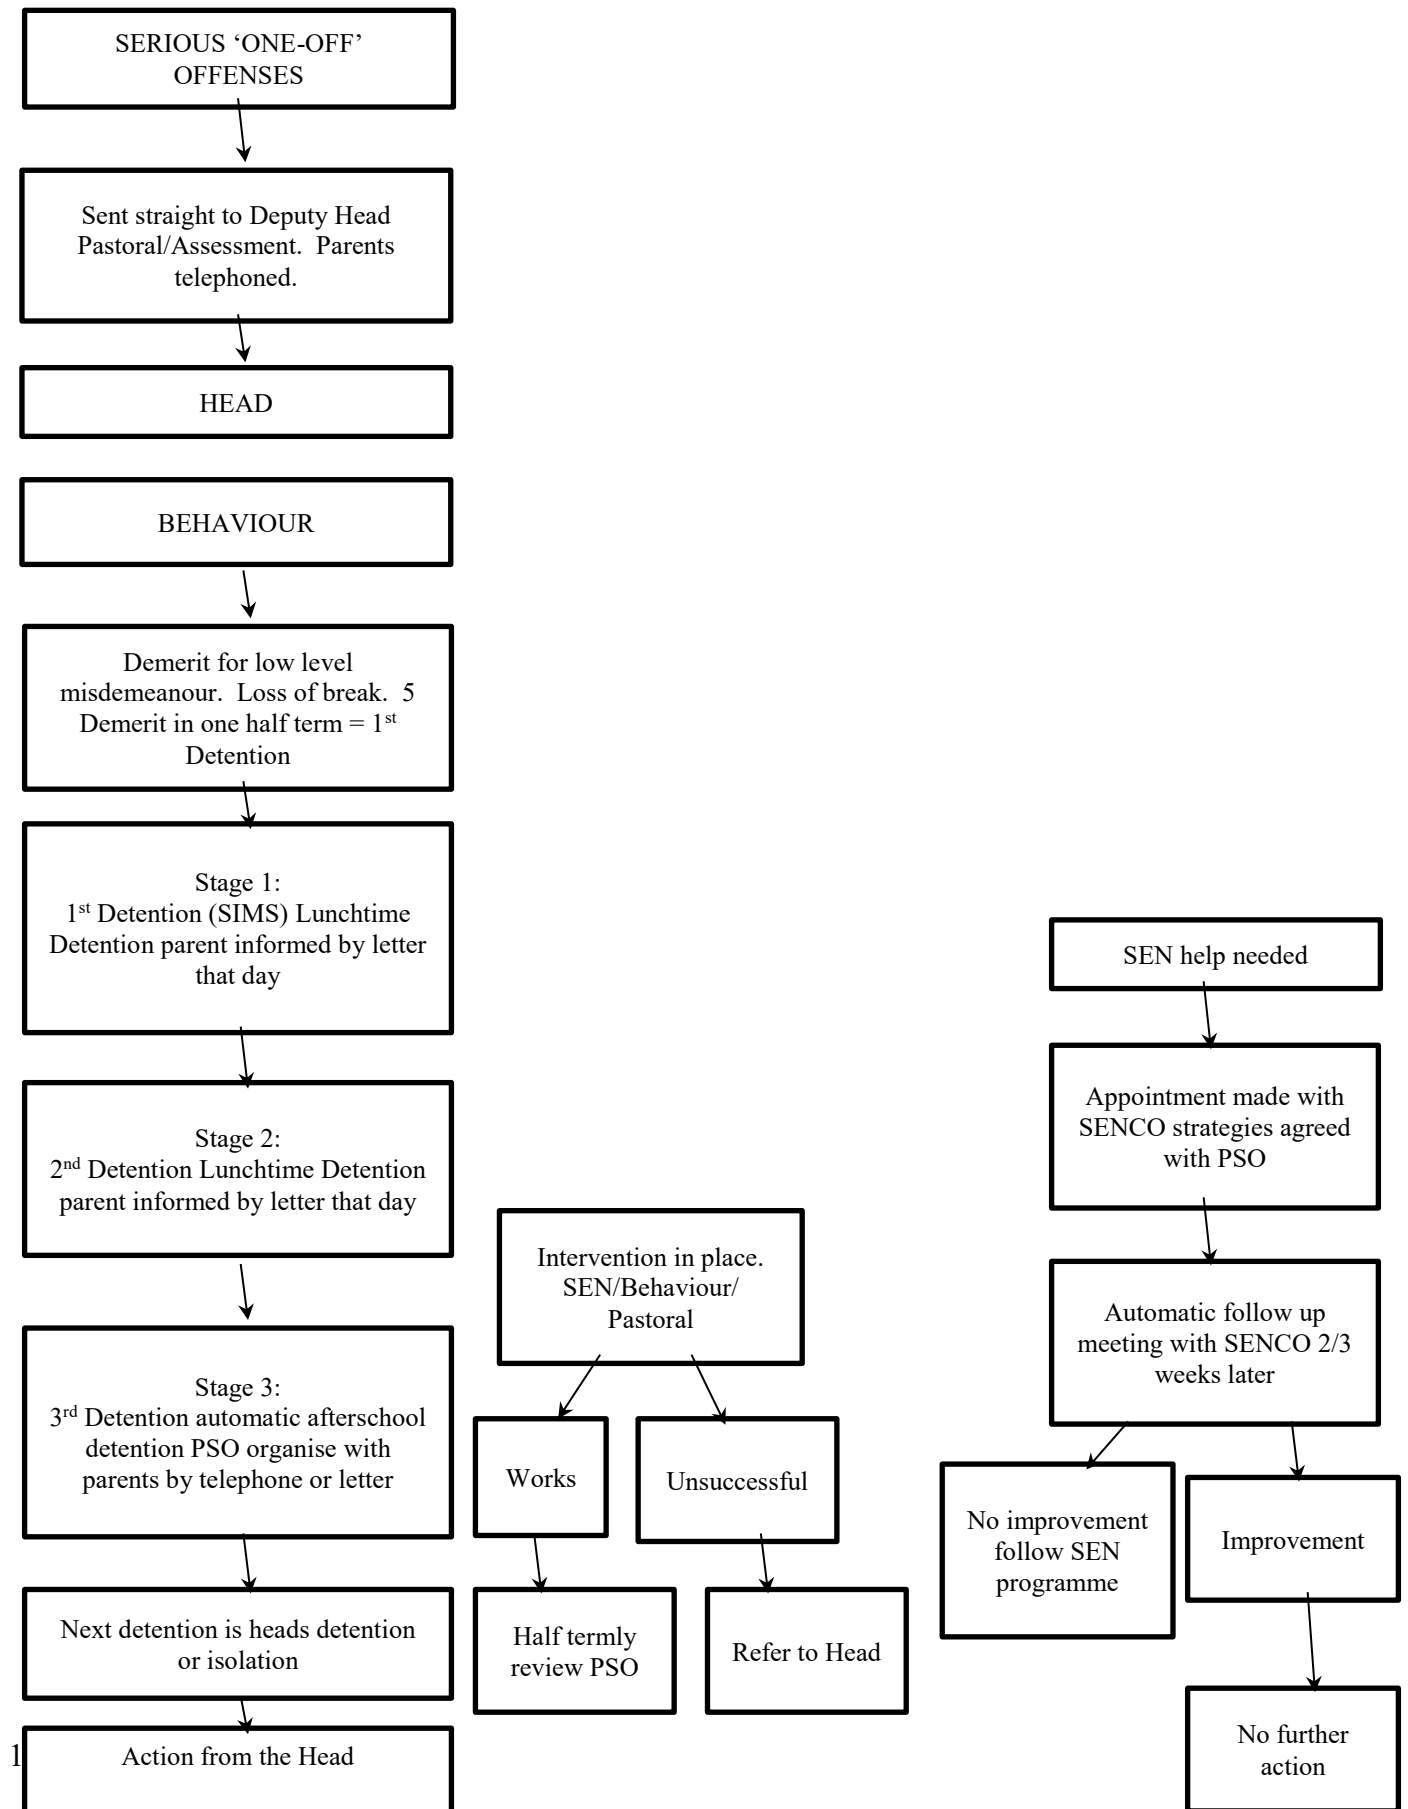 SERIOUS ‘ONE-OFF’
OFFENSES
Sent straight to Deputy Head
Pastoral/Assessment.  Parents
telephoned.
HEAD
BEHAVIOUR
Demerit for low level
misdemeanour.  Loss of break.  5
Demerit in one half term = 1st
Detention
Stage 1:
1st Detention (SIMS) Lunchtime
Detention parent informed by letter
that day
Stage 2:
2nd Detention Lunchtime Detention
parent informed by letter that day
Stage 3:
3rd Detention automatic afterschool
detention PSO organise with
parents by telephone or letter
Next detention is heads detention
or isolation
Action from the Head
1
Intervention in place.
SEN/Behaviour/
Pastoral
Works
Unsuccessful
Half termly
review PSO
Refer to Head
SEN help needed
Appointment made with
SENCO strategies agreed
with PSO
Automatic follow up
meeting with SENCO 2/3
weeks later
No improvement
follow SEN
programme
Improvement
No further
action